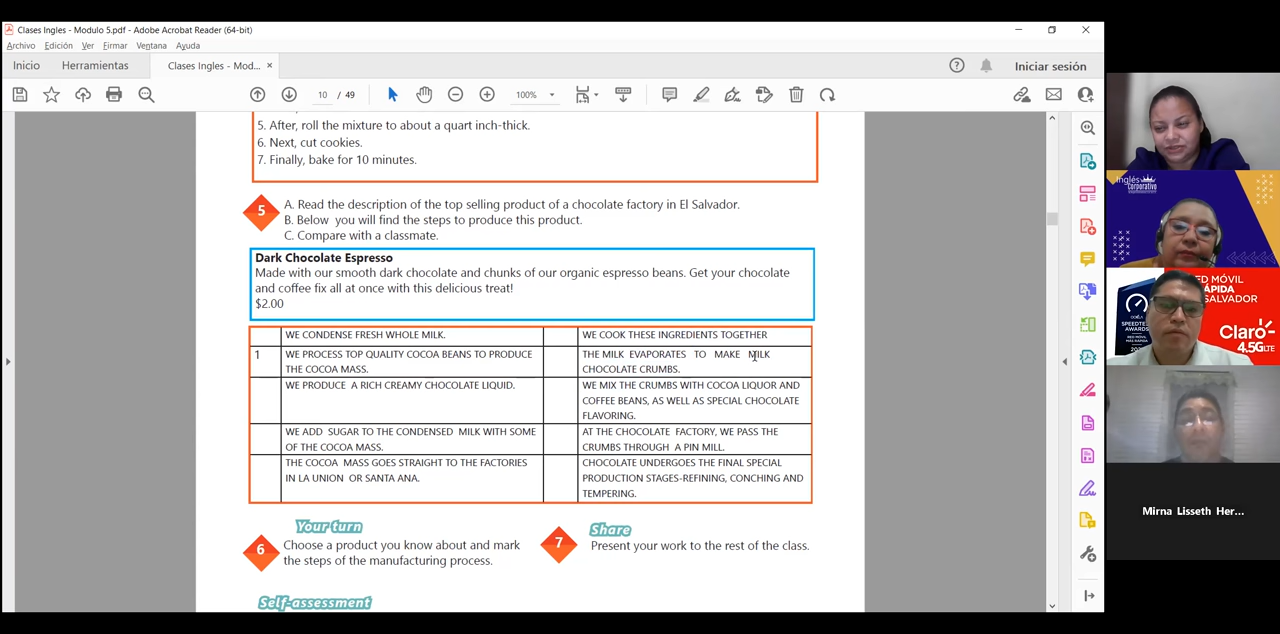 Clases Ingles - Modulo 5.pdf - Adobe Acrobat Reader (64-bit)
Archivo Edición Ver Firmar Ventana Ayuda
Inicio Herramientas Clases Ingles - Mod... × Iniciar sesión
10 / 49 100%
5. After, roll the mixture to about a quart inch-thick.
6. Next, cut cookies.
7. Finally, bake for 10 minutes.
5
A. Read the description of the top selling product of a chocolate factory in El Salvador.
B. Below you will find the steps to produce this product.
C. Compare with a classmate.
Dark Chocolate Espresso
Made with our smooth dark chocolate and chunks of our organic espresso beans. Get your chocolate
and coffee fix all at once with this delicious treat!
$2.00
WE CONDENSE FRESH WHOLE MILK.
WE COOK THESE INGREDIENTS TOGETHER
1
WE PROCESS TOP QUALITY COCOA BEANS TO PRODUCE
THE COCOA MASS.
THE MILK EVAPORATES TO MAKE MILK
CHOCOLATE CRUMBS.
WE PRODUCE A RICH CREAMY CHOCOLATE LIQUID.
WE MIX THE CRUMBS WITH COCOA LIQUOR AND
COFFEE BEANS, AS WELL AS SPECIAL CHOCOLATE
FLAVORING.
WE ADD SUGAR TO THE CONDENSED MILK WITH SOME
OF THE COCOA MASS.
AT THE CHOCOLATE FACTORY, WE PASS THE
CRUMBS THROUGH A PIN MILL.
THE COCOA MASS GOES STRAIGHT TO THE FACTORIES
IN LA UNION OR SANTA ANA.
CHOCOLATE UNDERGOES THE FINAL SPECIAL
PRODUCTION STAGES-REFINING, CONCHING AND
TEMPERING.
6
Your turn
Choose a product you know about and mark
the steps of the manufacturing process.
7
Share
Present your work to the rest of the class.
Self-assessment
Inglés
Corporativo
RED MÓVIL
RÁPIDA
SALVADOR
SPEEDTEST
AWARDS
Claro
4.5G LTE
Mirna Lisseth Her...